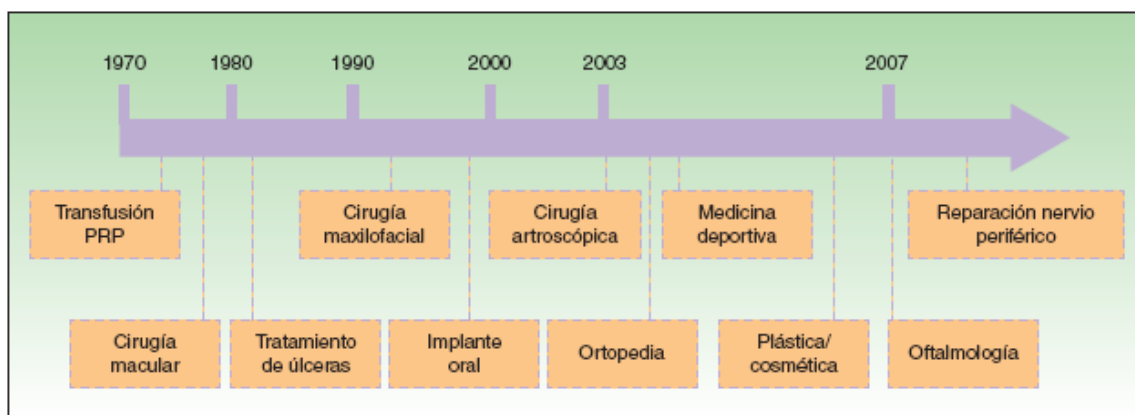 1970 1980 1990 2000 2003 2007
Transfusión
PRP
Cirugía
maxilofacial
Cirugía
artroscópica
Medicina
deportiva
Reparación nervio
periférico
Cirugía
macular
Tratamiento
de úlceras
Implante
oral
Ortopedia
Plástica/
cosmética
Oftalmología